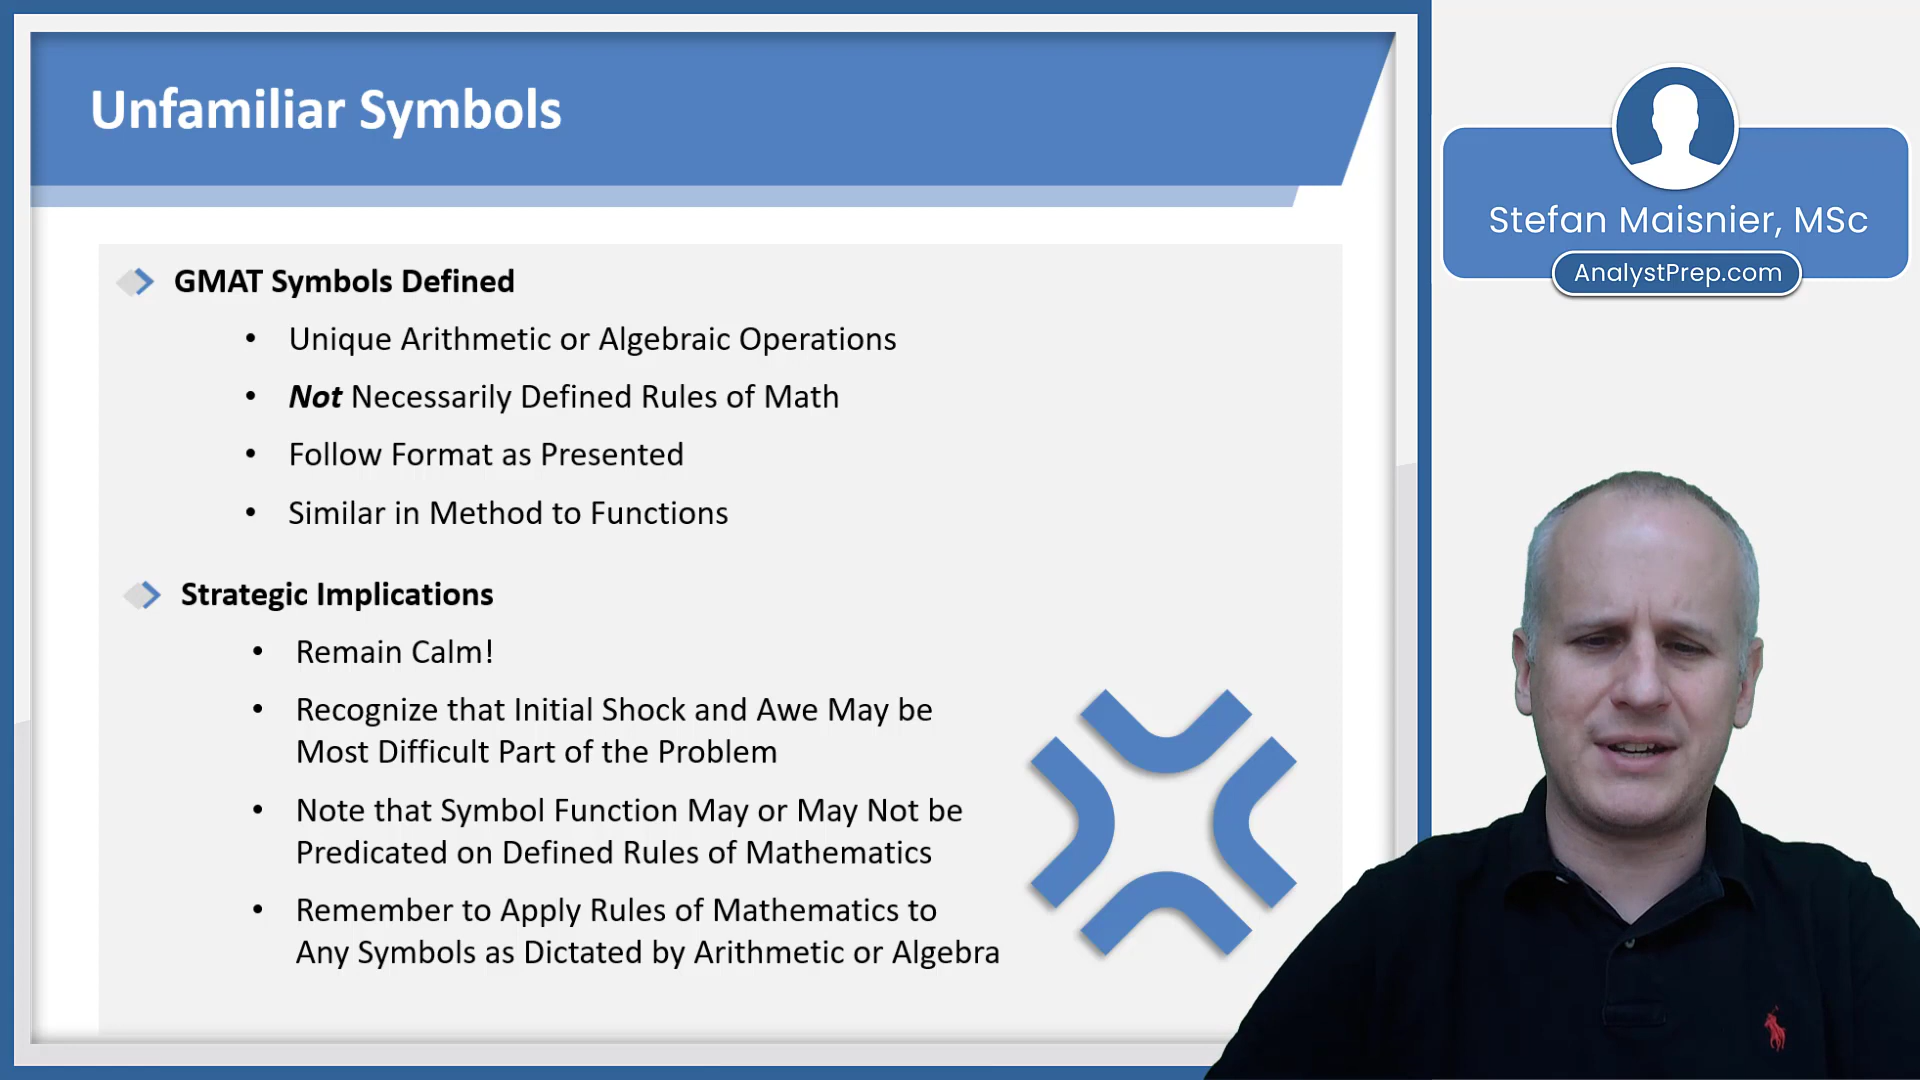 Unfamiliar Symbols
GMAT Symbols Defined
• Unique Arithmetic or Algebraic Operations
• Not Necessarily Defined Rules of Math
• Follow Format as Presented
• Similar in Method to Functions
Strategic Implications
• Remain Calm!
• Recognize that Initial Shock and Awe May be
Most Difficult Part of the Problem
• Note that Symbol Function May or May Not be
Predicated on Defined Rules of Mathematics
• Remember to Apply Rules of Mathematics to
Any Symbols as Dictated by Arithmetic or Algebra
Stefan Maisnier, MSc
AnalystPrep.com